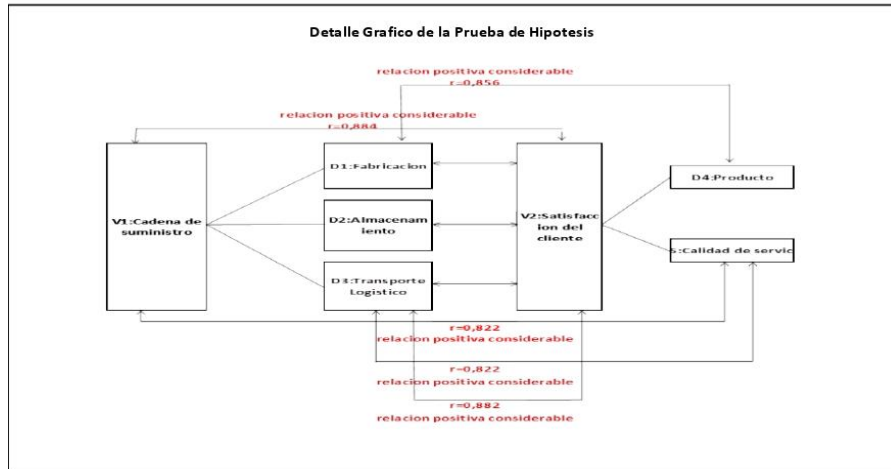 Detalle Grafico de la Prueba de Hipotesis
relacion positiva considerable
r=0,856
relacion positiva considerable
r=0,884
D1:Fabricacion
D4:Producto
V1:Cadena de
suministro
D2:Almacenam
iento
V2:Satisfacc
ion del
cliente
5:Calidad de servic
D3:Transporte
Logistico
r=0,822
relacion positiva considerable
r=0,822
relacion positiva considerable
r=0,882
relacion positiva considerable